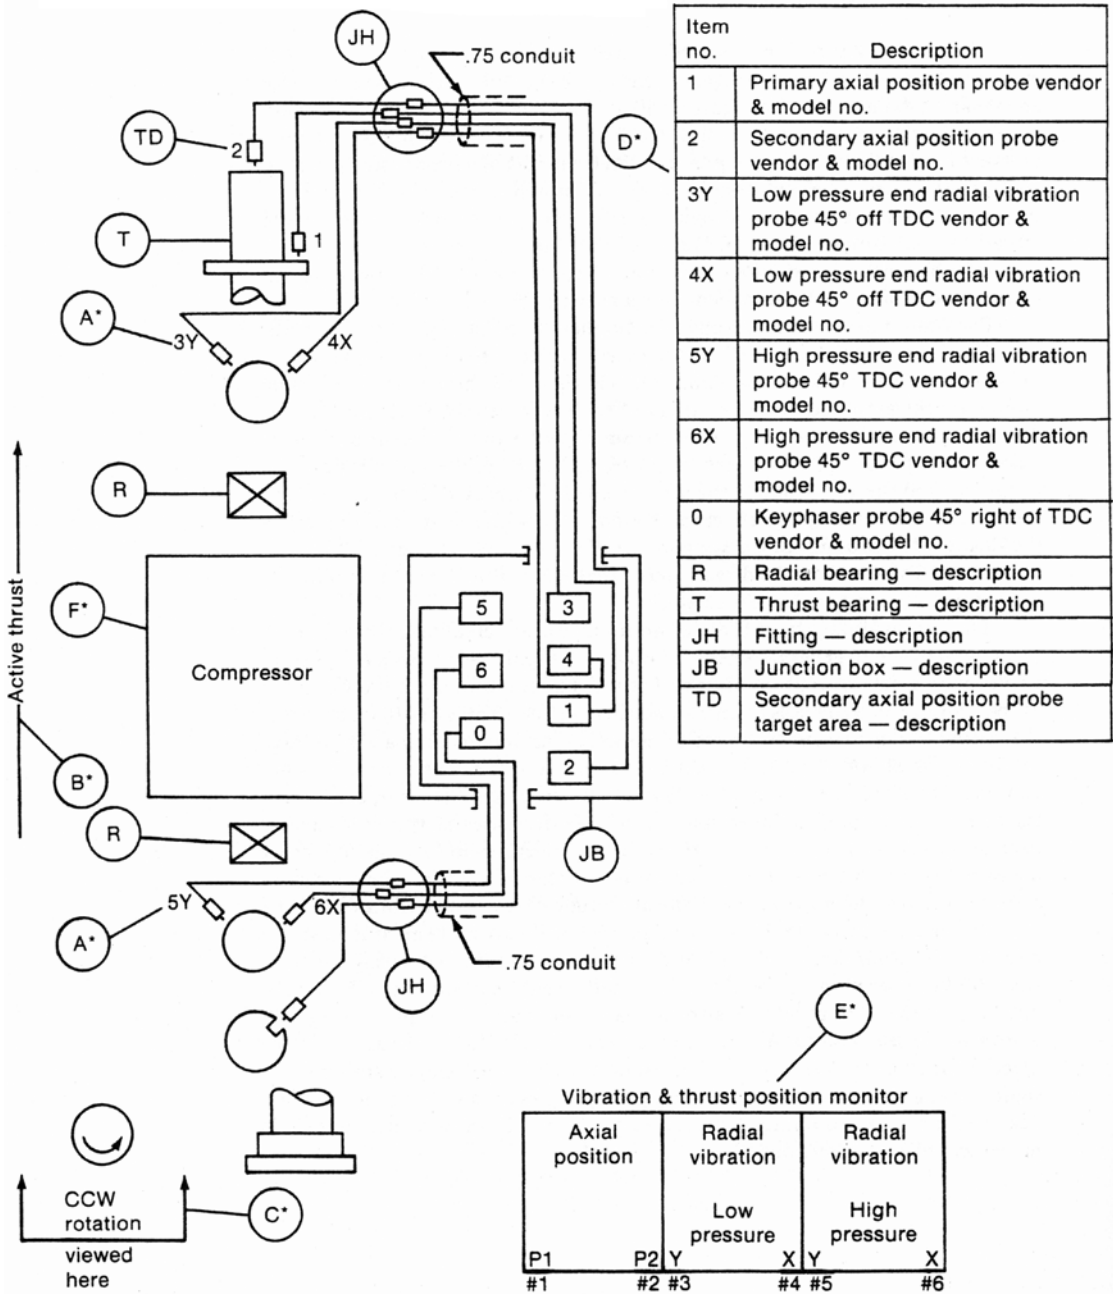 JH
.75 conduit
TD
2
D*
T
1
A*
3Y
4X
R
Active thrust
F*
Compressor
5
3
6
4
1
0
2
B*
R
JB
5Y
6X
A*
JH
.75 conduit
E*
CCW
rotation
viewed
here
C*
Item
no.
Description
1
Primary axial position probe vendor
& model no.
2
Secondary axial position probe
vendor & model no.
3Y
Low pressure end radial vibration
probe 45° off TDC vendor &
model no.
4X
Low pressure end radial vibration
probe 45° off TDC vendor &
model no.
5Y
High pressure end radial vibration
probe 45° TDC vendor &
model no.
6X
High pressure end radial vibration
probe 45° TDC vendor &
model no.
0
Keyphaser probe 45° right of TDC
vendor & model no.
R
Radial bearing — description
T
Thrust bearing — description
JH
Fitting — description
JB
Junction box — description
TD
Secondary axial position probe
target area — description
Vibration & thrust position monitor
Axial
position
P1 P2
#1 #2
Radial
vibration
Low
pressure
Y X
#3 #4
Radial
vibration
High
pressure
Y X
#5 #6